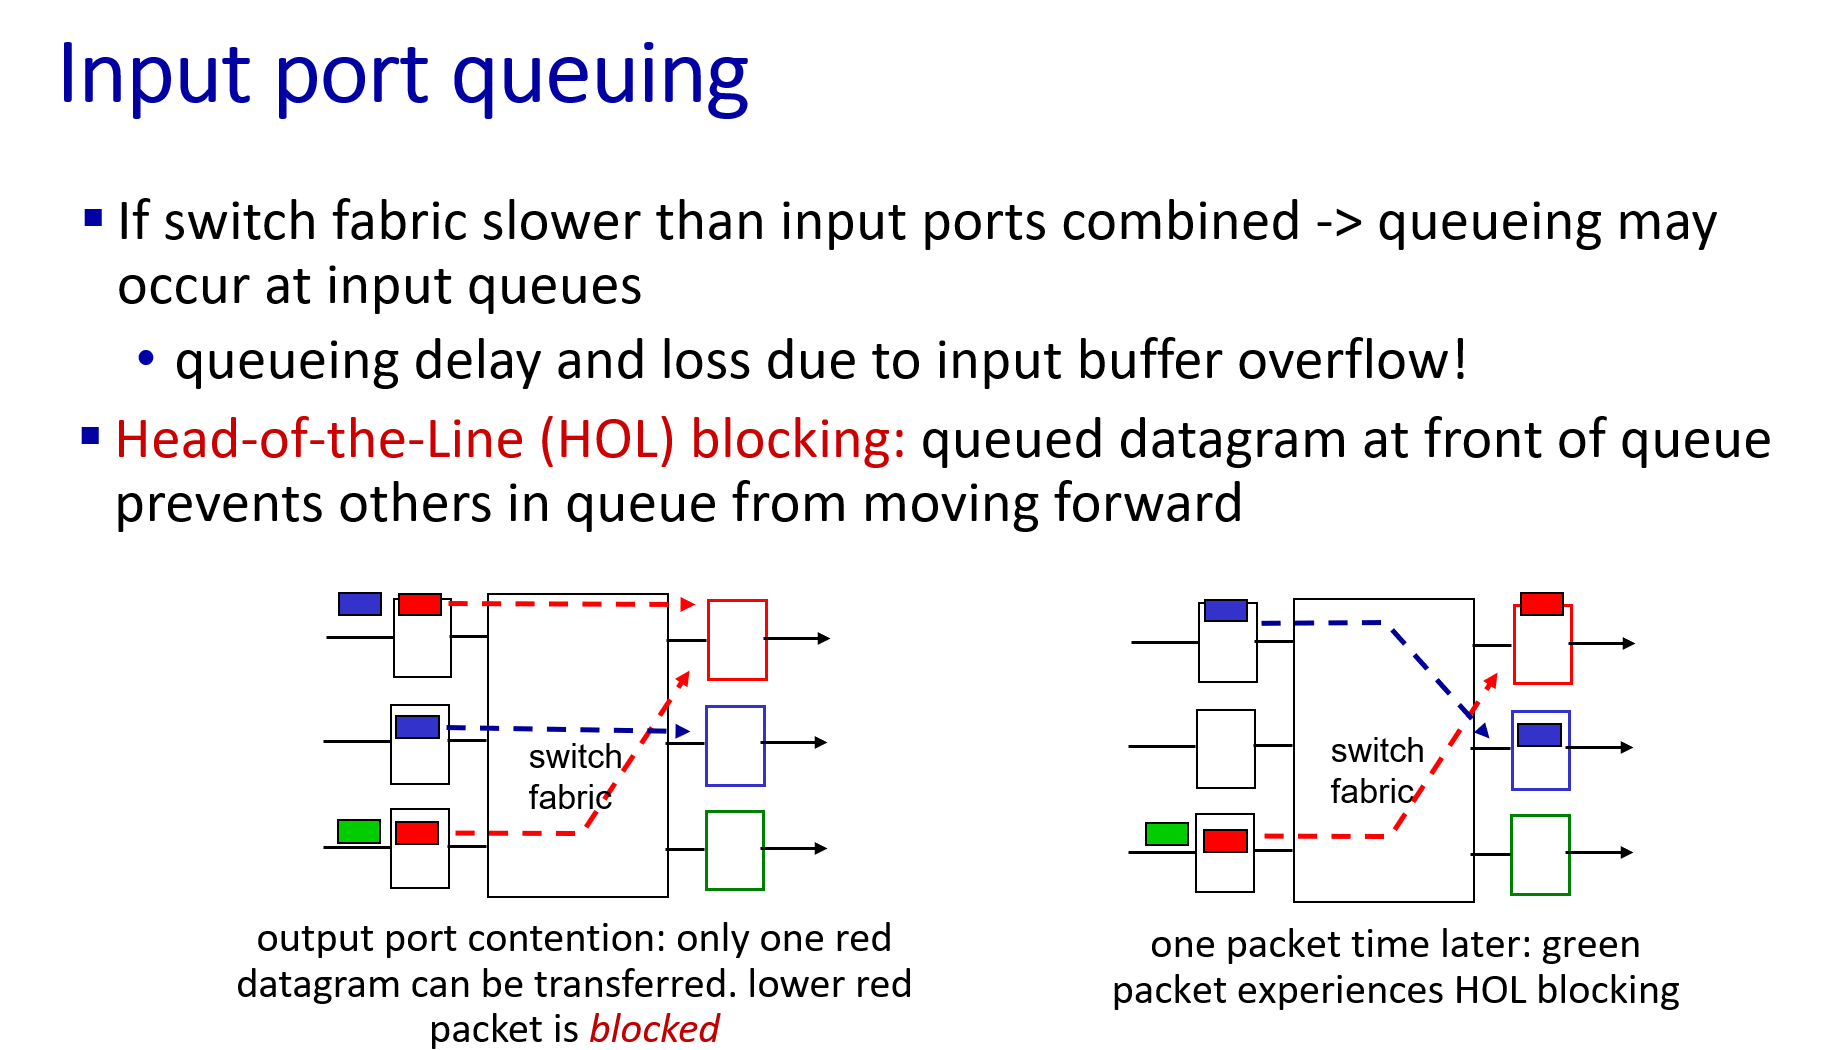 Input port queuing
If switch fabric slower than input ports combined -> queueing may
occur at input queues
queueing delay and loss due to input buffer overflow!
Head-of-the-Line (HOL) blocking: queued datagram at front of queue
prevents others in queue from moving forward
switch
fabric
output port contention: only one red
datagram can be transferred. lower red
packet is blocked
switch
fabric
one packet time later: green
packet experiences HOL blocking